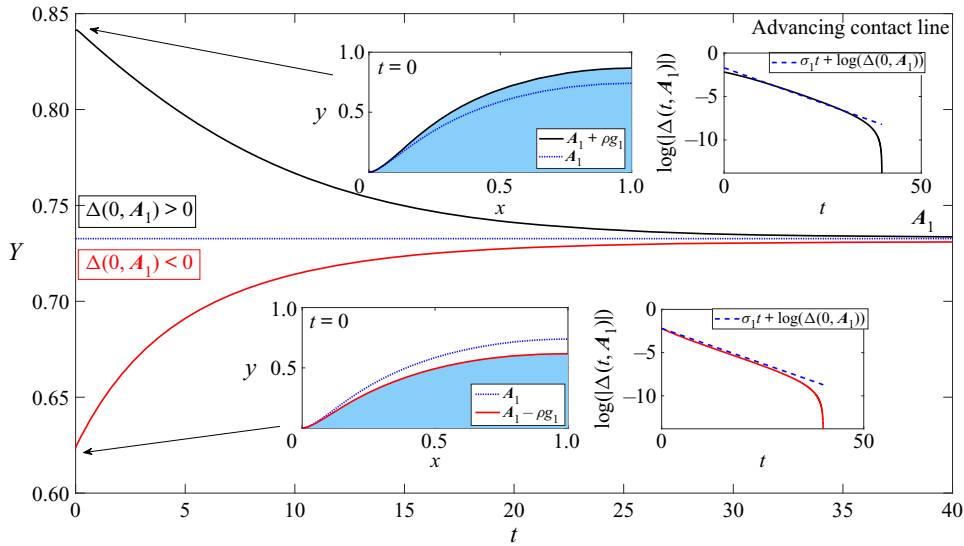 Advancing contact line
0.85
0.80
0.75
0.70
0.65
0.60
Y
0
5
10
15
20
25
30
35
40
t
Δ(0, A₁) > 0
Δ(0, A₁) < 0
A₁
t = 0
1.0
0.5
y
0
0.5
1.0
x
A₁ + ρg₁
A₁
0
−5
−10
log(|Δ(t, A₁)|)
σ₁t + log(Δ(0, A₁))
0
50
t
t = 0
1.0
0.5
y
0
0.5
1.0
x
A₁
A₁ − ρg₁
0
−5
−10
log(|Δ(t, A₁)|)
σ₁t + log(Δ(0, A₁))
0
50
t